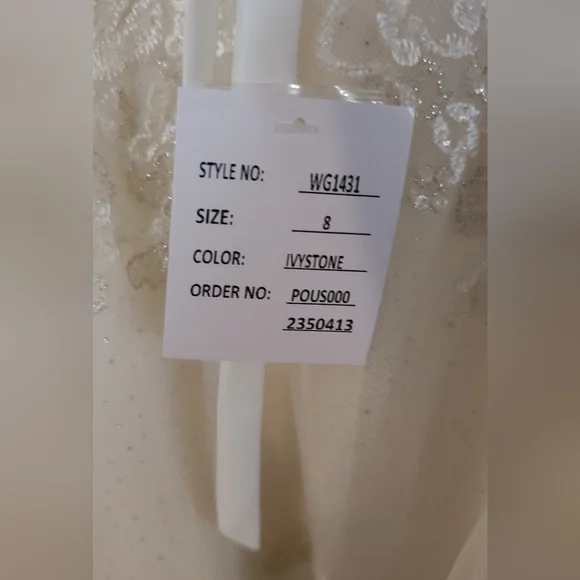 STYLE NO: WG1431
SIZE: 8
COLOR: IVYSTONE
ORDER NO: POUS000
2350413